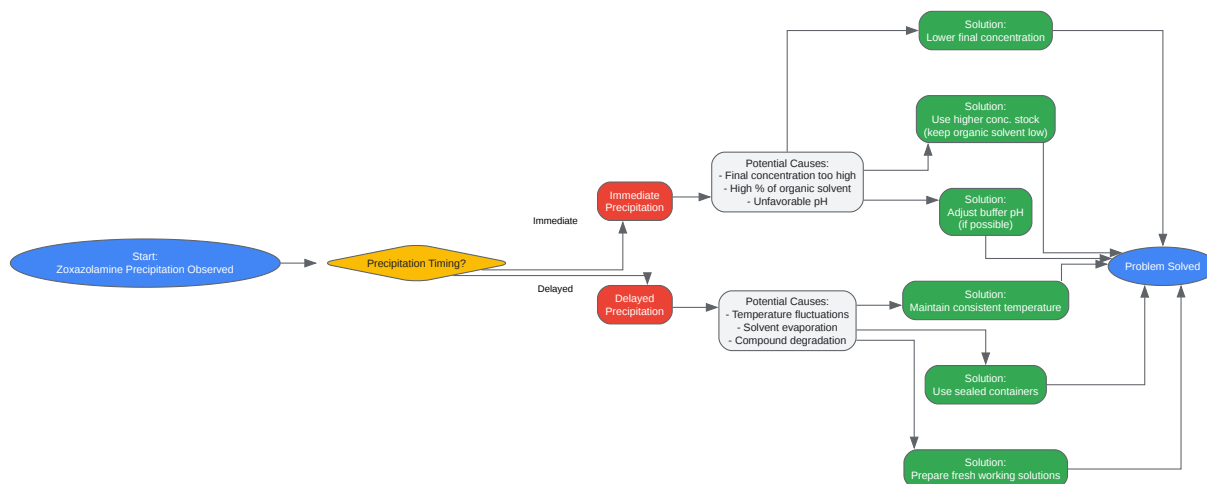 Start:
Zoxazolamine Precipitation Observed
Precipitation Timing?
Immediate
Delayed
Immediate
Precipitation
Delayed
Precipitation
Potential Causes:
- Final concentration too high
- High % of organic solvent
- Unfavorable pH
Potential Causes:
- Temperature fluctuations
- Solvent evaporation
- Compound degradation
Solution:
Lower final concentration
Solution:
Use higher conc. stock
(keep organic solvent low)
Solution:
Adjust buffer pH
(if possible)
Solution:
Maintain consistent temperature
Solution:
Use sealed containers
Solution:
Prepare fresh working solutions
Problem Solved